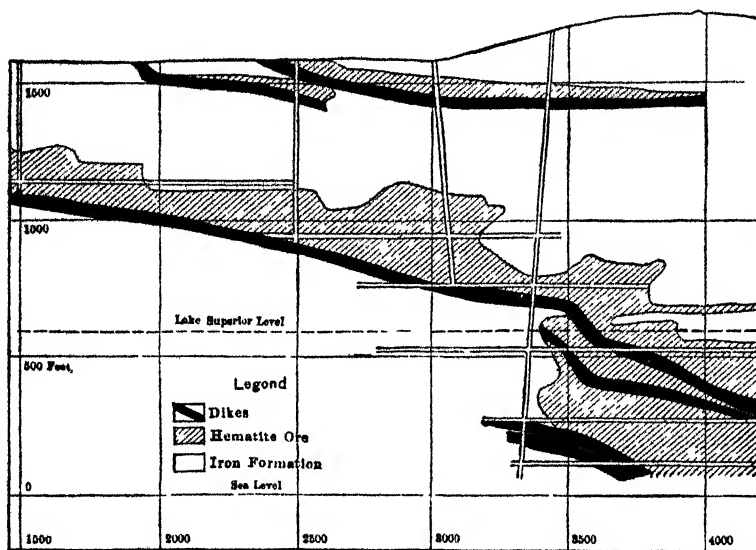 1500
1000
Lake Superior Level
500 Feet,
Legend
Dikes
Hematite Ore
Iron Formation
Sea Level
0
1500
2000
2500
3000
3500
4000